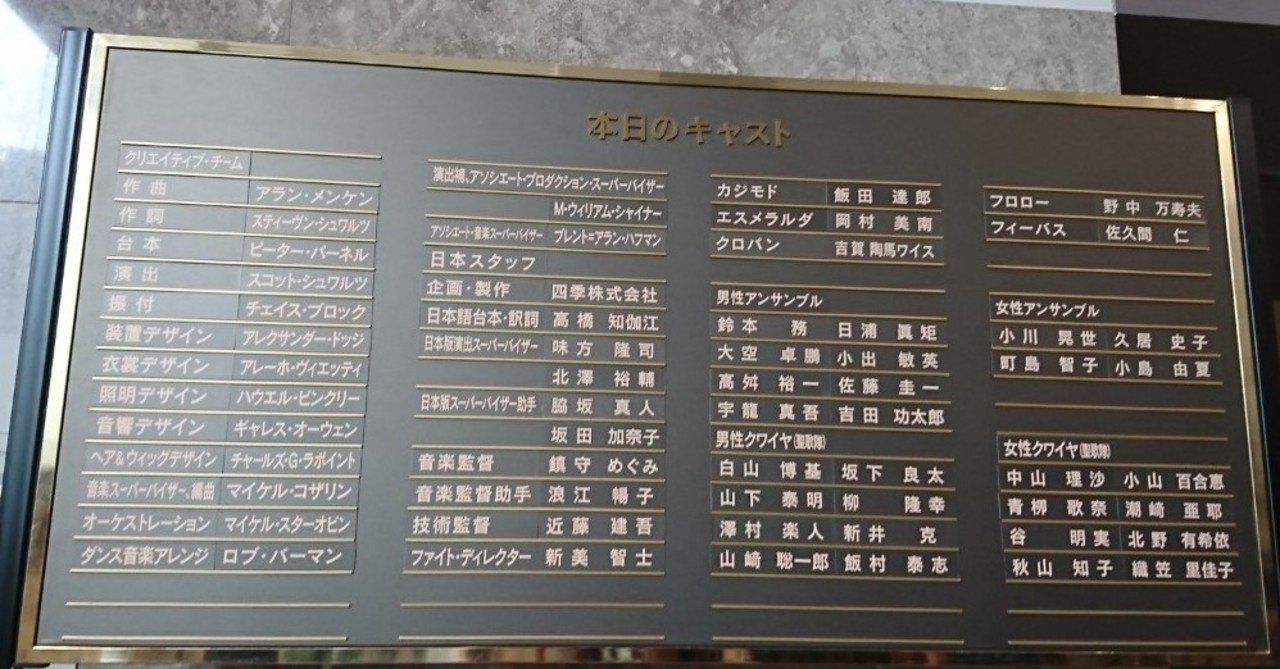 本日のキャスト
クリエイティブ・チーム
作曲 アラン・メンケン
作詞 スティーヴン・シュワルツ
台本 ピーター・パーネル
演出 スコット・シュワルツ
振付 チェイス・ブロック
装置デザイン アレクサンダー・ドッジ
衣裳デザイン アレーホ・ヴィエッティ
照明デザイン ハウエル・ビンクリー
音響デザイン ギャレス・オーウェン
ヘア&ウィッグデザイン チャールズ・G・ラポイント
音楽スーパーバイザー、編曲 マイケル・コザリン
オーケストレーション マイケル・スターオビン
ダンス音楽アレンジ ロブ・バーマン
演出補、アソシエート・プロダクション・スーパーバイザー
M・ウィリアム・シャイナー
アソシエート・音楽スーパーバイザー ブレント=アラン・ハフマン
日本スタッフ
企画・製作 四季株式会社
日本語台本・訳詞 高橋 知伽江
日本版演出スーパーバイザー 味方 隆司
北澤 裕輔
日本版スーパーバイザー助手 脇坂 真人
坂田 加奈子
音楽監督 鎮守 めぐみ
音楽監督助手 浪江 暢子
技術監督 近藤 建吾
ファイト・ディレクター 新美 智士
カジモド 飯田 達郎
エスメラルダ 岡村 美南
クロパン 吉賀 陶馬ワイス
男性アンサンブル
鈴本 務 日浦 眞矩
大空 卓鵬 小出 敏英
高舛 裕一 佐藤 圭一
宇龍 真吾 吉田 功太郎
男性クワイヤ(聖歌隊)
白山 博基 坂下 良太
山下 泰明 柳 隆幸
澤村 楽人 新井 克
山﨑 聡一郎 飯村 泰志
フロロー 野中 万寿夫
フィーバス 佐久間 仁
女性アンサンブル
小川 晃世 久居 史子
町島 智子 小島 由夏
女性クワイヤ(聖歌隊)
中山 理沙 小山 百合恵
青柳 歌奈 潮﨑 亜耶
谷 明実 北野 有希依
秋山 知子 織笠 里佳子